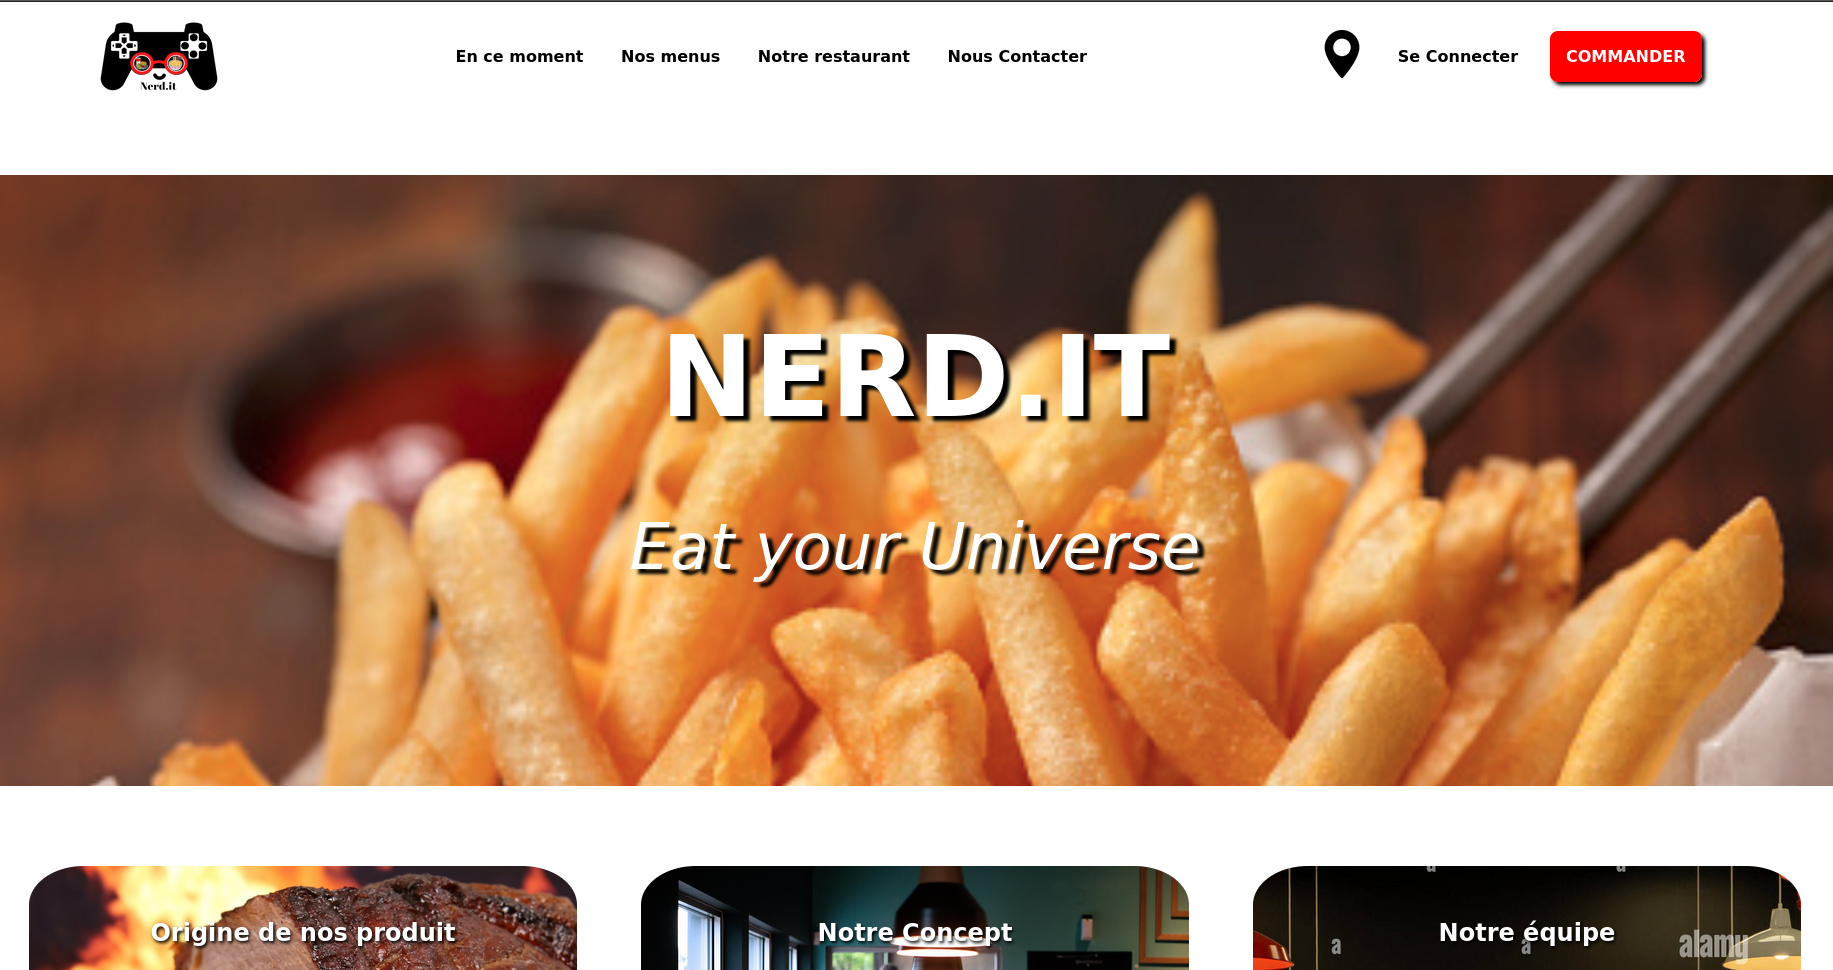 Nerd.it
En ce moment
Nos menus
Notre restaurant
Nous Contacter
Se Connecter
COMMANDER
NERD.IT
Eat your Universe
Origine de nos produit
Notre Concept
Notre équipe
a
a
a
a
alamy